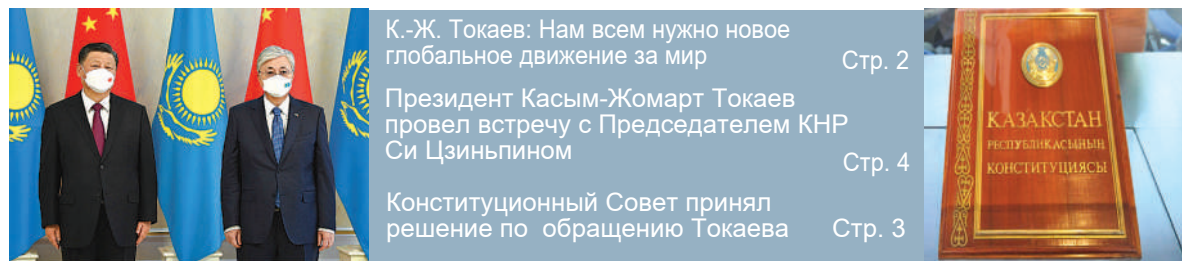 К.-Ж. Токаев: Нам всем нужно новое
глобальное движение за мир
Стр. 2
Президент Касым-Жомарт Токаев
провел встречу с Председателем КНР
Си Цзиньпином
Стр. 4
Конституционный Совет принял
решение по обращению Токаева
Стр. 3
ҚАЗАҚСТАН
РЕСПУБЛИКАСЫНЫҢ
КОНСТИТУЦИЯСЫ